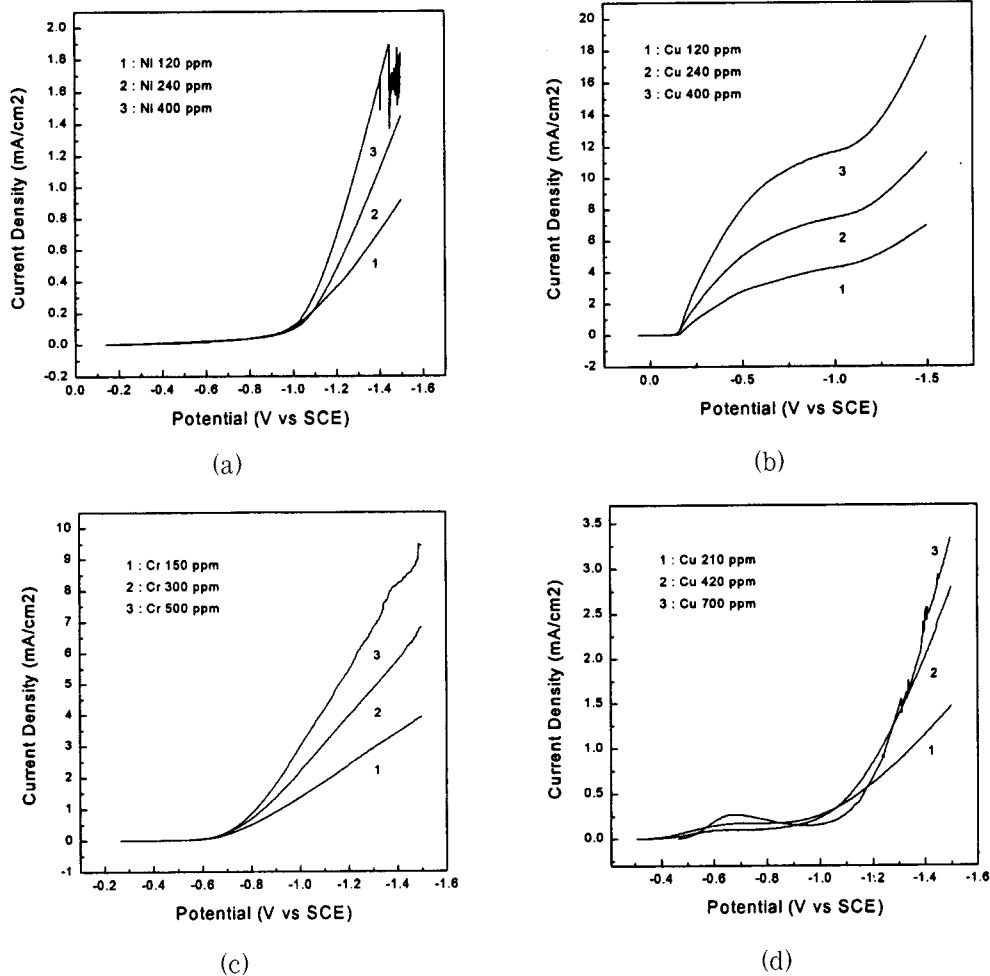 2.0
1.8
1.6
1.4
1.2
1.0
0.8
0.6
0.4
0.2
0.0
-0.2
Current Density (mA/cm2)
1 : Ni 120 ppm
2 : Ni 240 ppm
3 : Ni 400 ppm
3
2
1
0.0 -0.2 -0.4 -0.6 -0.8 -1.0 -1.2 -1.4 -1.6
Potential (V vs SCE)
(a)
20
18
16
14
12
10
8
6
4
2
0
-2
Current Density (mA/cm2)
1 : Cu 120 ppm
2 : Cu 240 ppm
3 : Cu 400 ppm
3
2
1
0.0 -0.5 -1.0 -1.5
Potential (V vs SCE)
(b)
10
9
8
7
6
5
4
3
2
1
0
-1
Current Density (mA/cm2)
1 : Cr 150 ppm
2 : Cr 300 ppm
3 : Cr 500 ppm
3
2
1
-0.2 -0.4 -0.6 -0.8 -1.0 -1.2 -1.4 -1.6
Potential (V vs SCE)
(c)
3.5
3.0
2.5
2.0
1.5
1.0
0.5
0.0
Current Density (mA/cm2)
1 : Cu 210 ppm
2 : Cu 420 ppm
3 : Cu 700 ppm
3
2
1
-0.4 -0.6 -0.8 -1.0 -1.2 -1.4 -1.6
Potential (V vs SCE)
(d)